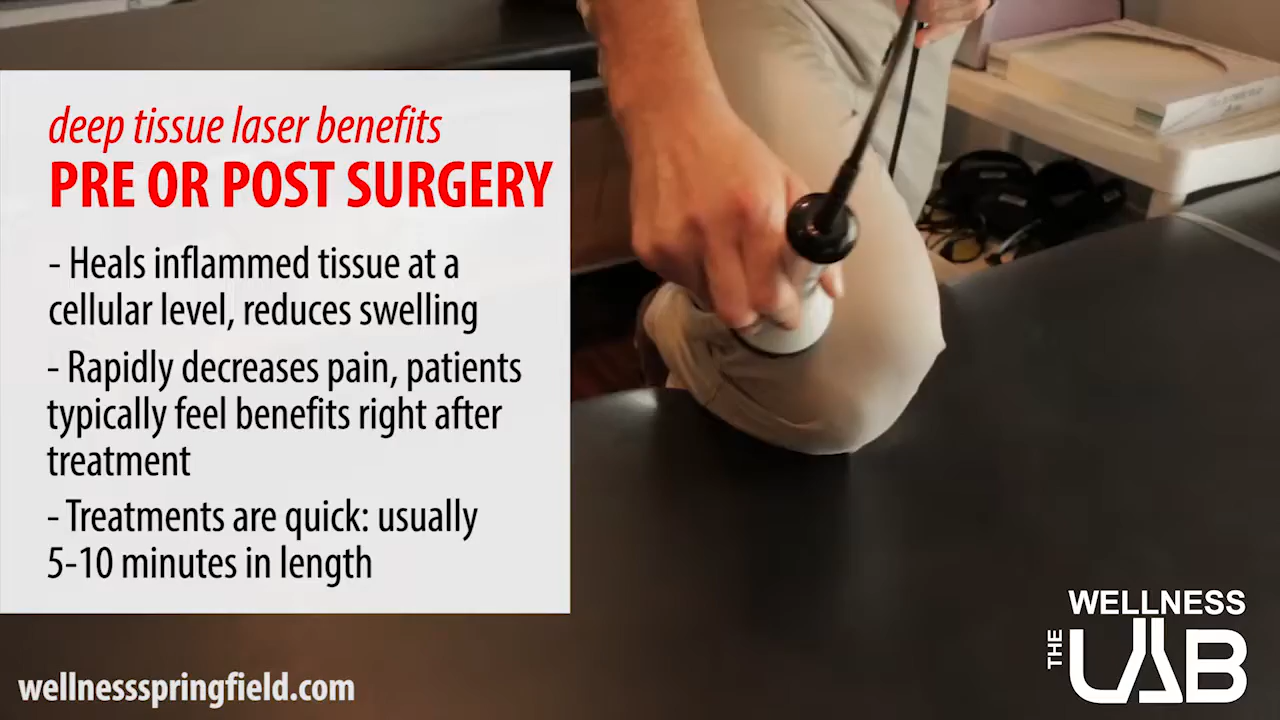 deep tissue laser benefits
PRE OR POST SURGERY
- Heals inflammed tissue at a
cellular level, reduces swelling
- Rapidly decreases pain, patients
typically feel benefits right after
treatment
- Treatments are quick: usually
5-10 minutes in length
wellnessspringfield.com
WELLNESS
THE LAB